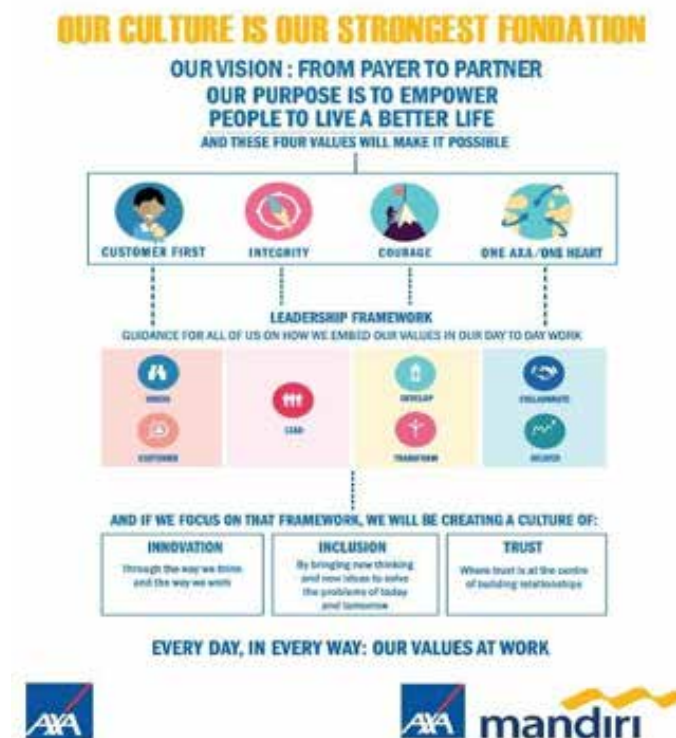 OUR CULTURE IS OUR STRONGEST FONDATION
OUR VISION : FROM PAYER TO PARTNER
OUR PURPOSE IS TO EMPOWER
PEOPLE TO LIVE A BETTER LIFE
AND THESE FOUR VALUES WILL MAKE IT POSSIBLE
CUSTOMER FIRST
INTEGRITY
COURAGE
ONE AXA/ONE HEART
LEADERSHIP FRAMEWORK
GUIDANCE FOR ALL OF US ON HOW WE EMBED OUR VALUES IN OUR DAY TO DAY WORK
CUSTOMER
LEAD
DEVELOP
TRANSFORM
COLLABORATE
DELIVER
AND IF WE FOCUS ON THAT FRAMEWORK, WE WILL BE CREATING A CULTURE OF:
INNOVATION
Through the way we think
and the way we work
INCLUSION
By bringing new thinking
and new ideas to solve
the problems of today
and tomorrow
TRUST
Where trust is at the centre
of building relationships
EVERY DAY, IN EVERY WAY: OUR VALUES AT WORK
AXA
AXA mandiri